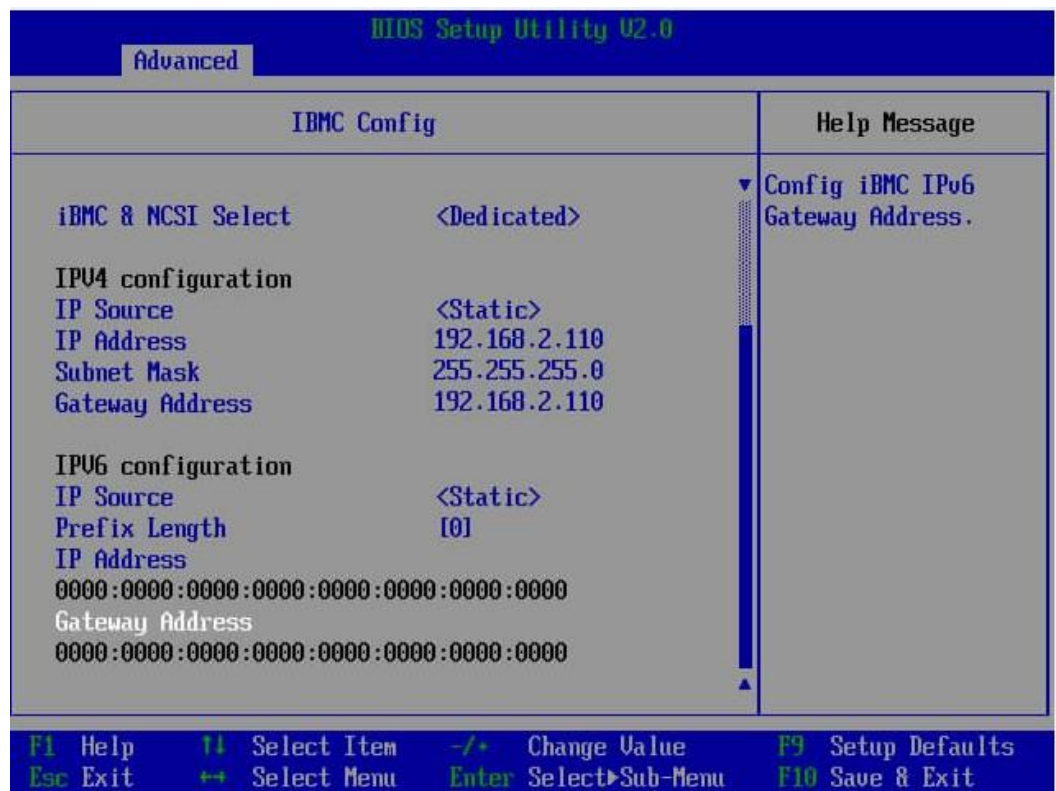 BIOS Setup Utility V2.0
Advanced
IBMC Config
Help Message
iBMC & NCSI Select <Dedicated>
IPV4 configuration
IP Source <Static>
IP Address 192.168.2.110
Subnet Mask 255.255.255.0
Gateway Address 192.168.2.110
IPV6 configuration
IP Source <Static>
Prefix Length [0]
IP Address
0000:0000:0000:0000:0000:0000:0000:0000
Gateway Address
0000:0000:0000:0000:0000:0000:0000:0000
Config iBMC IPv6
Gateway Address.
F1 Help ↑↓ Select Item -/+ Change Value F9 Setup Defaults
Esc Exit ←→ Select Menu Enter Select▶Sub-Menu F10 Save & Exit